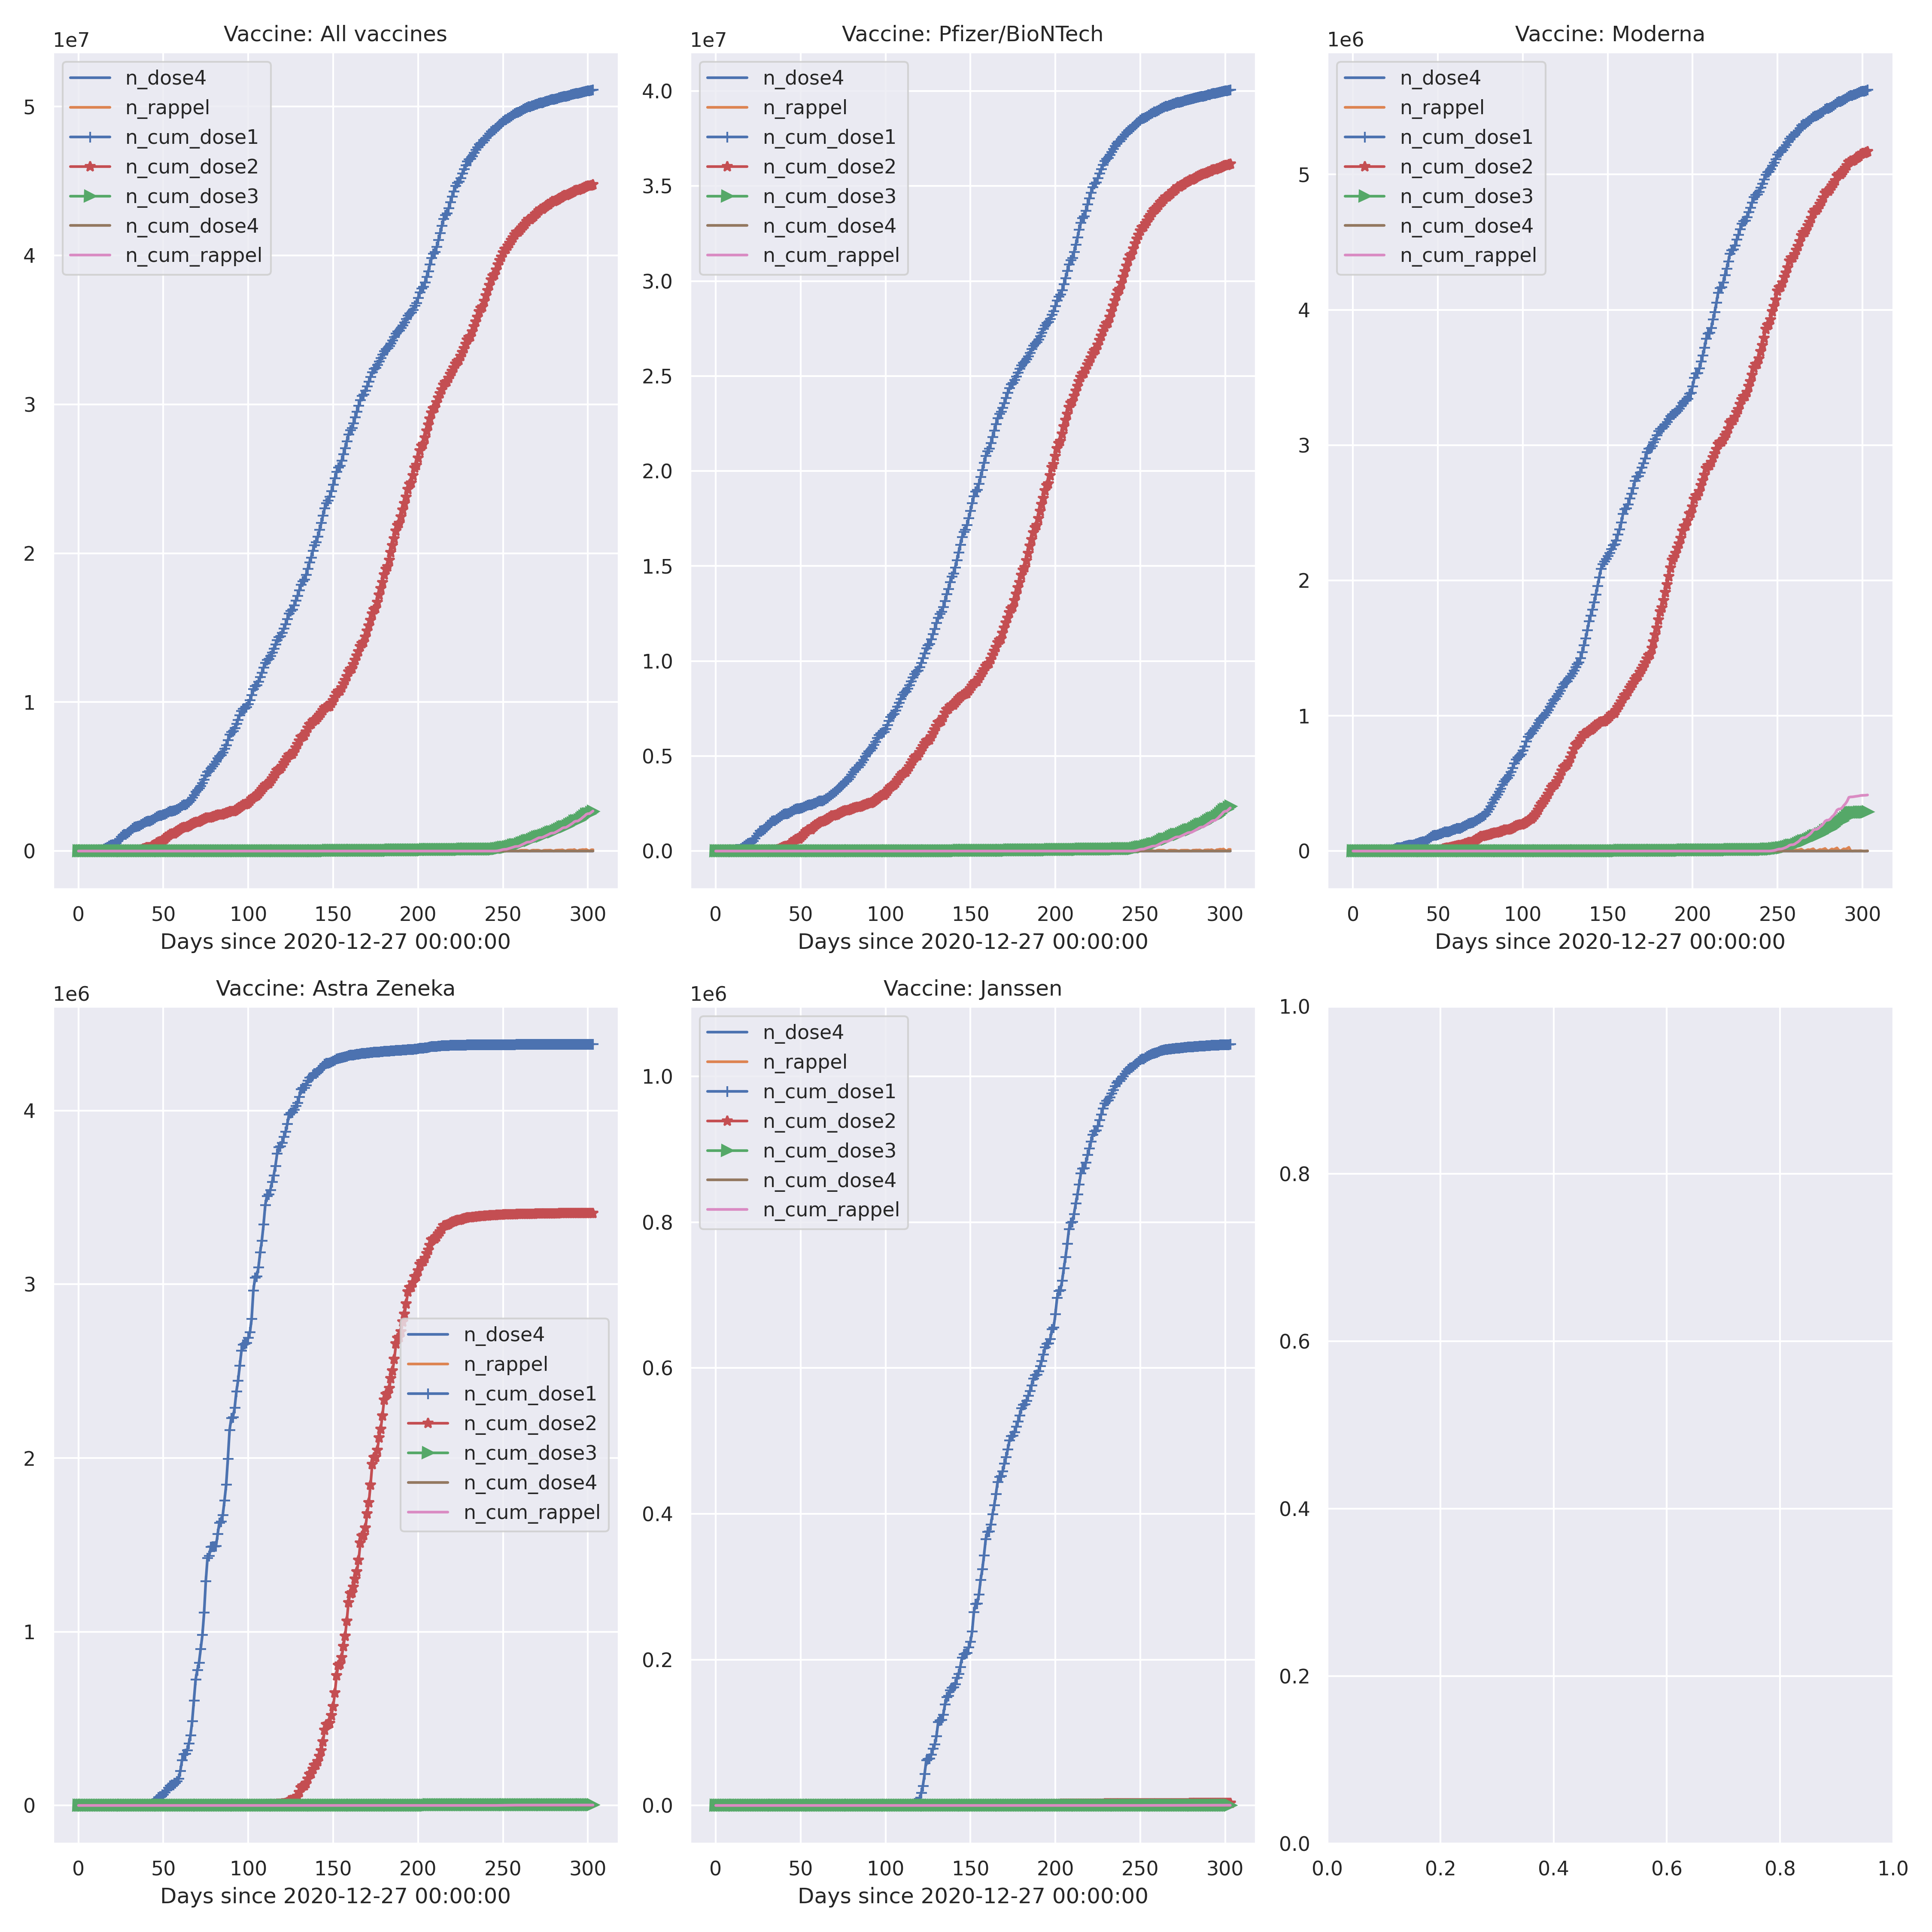 Vaccine: All vaccines
1e7
n_dose4
n_rappel
n_cum_dose1
n_cum_dose2
n_cum_dose3
n_cum_dose4
n_cum_rappel
5
4
3
2
1
0
0 50 100 150 200 250 300
Days since 2020-12-27 00:00:00
Vaccine: Pfizer/BioNTech
1e7
n_dose4
n_rappel
n_cum_dose1
n_cum_dose2
n_cum_dose3
n_cum_dose4
n_cum_rappel
4.0
3.5
3.0
2.5
2.0
1.5
1.0
0.5
0.0
0 50 100 150 200 250 300
Days since 2020-12-27 00:00:00
Vaccine: Moderna
1e6
n_dose4
n_rappel
n_cum_dose1
n_cum_dose2
n_cum_dose3
n_cum_dose4
n_cum_rappel
5
4
3
2
1
0
0 50 100 150 200 250 300
Days since 2020-12-27 00:00:00
Vaccine: Astra Zeneka
1e6
4
3
2
1
0
n_dose4
n_rappel
n_cum_dose1
n_cum_dose2
n_cum_dose3
n_cum_dose4
n_cum_rappel
0 50 100 150 200 250 300
Days since 2020-12-27 00:00:00
Vaccine: Janssen
1e6
n_dose4
n_rappel
n_cum_dose1
n_cum_dose2
n_cum_dose3
n_cum_dose4
n_cum_rappel
1.0
0.8
0.6
0.4
0.2
0.0
0 50 100 150 200 250 300
Days since 2020-12-27 00:00:00
1.0
0.8
0.6
0.4
0.2
0.0
0.0 0.2 0.4 0.6 0.8 1.0